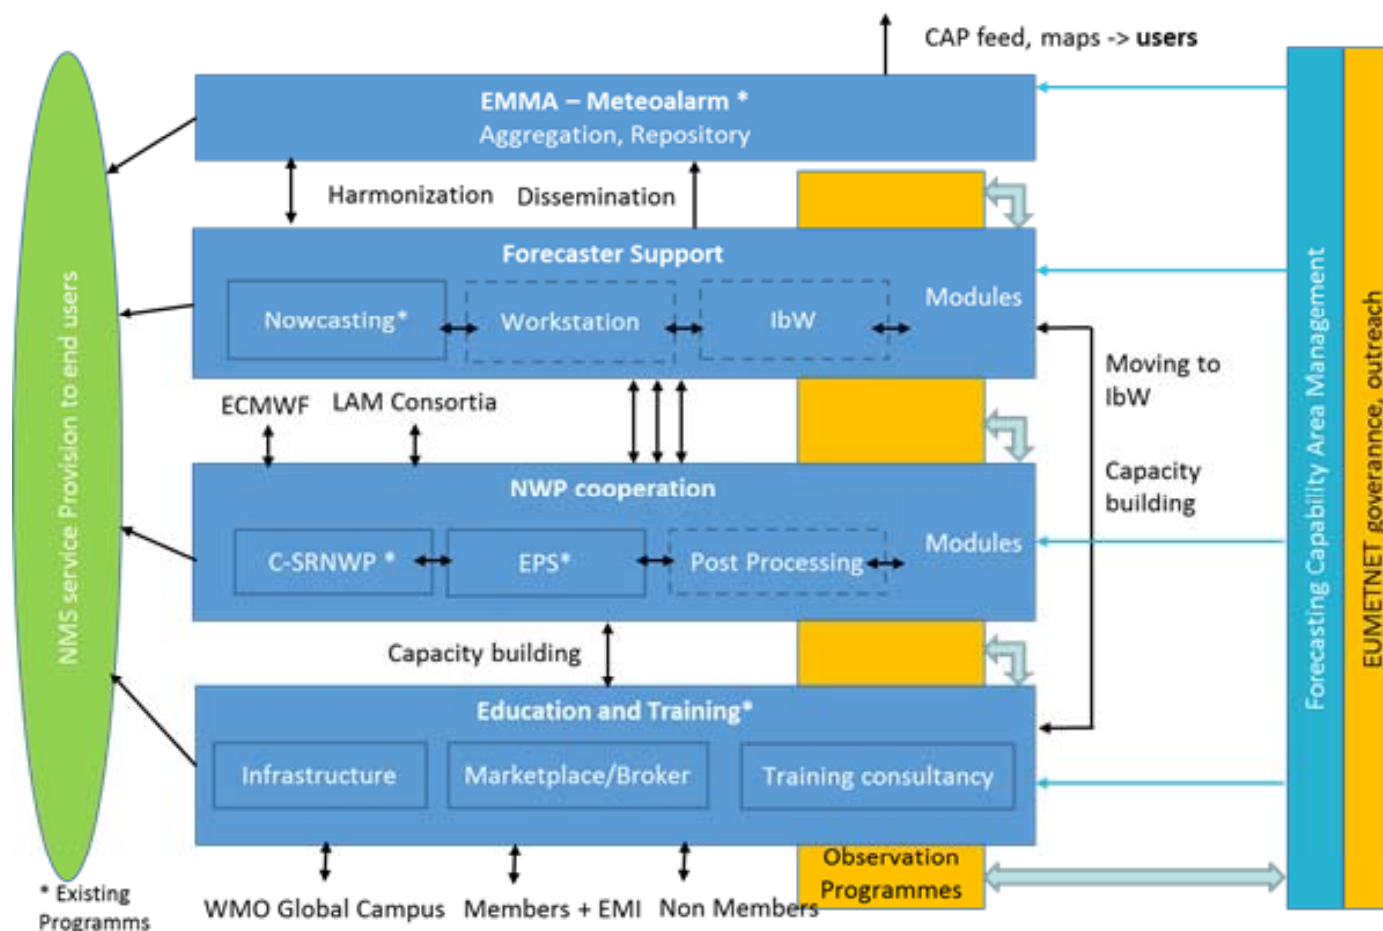 CAP feed, maps -> users
EMMA – Meteoalarm *
Aggregation, Repository
Harmonization
Dissemination
Forecaster Support
Nowcasting*
Workstation
IbW
Modules
Moving to
IbW
ECMWF
LAM Consortia
Capacity
building
NWP cooperation
C-SRNWP *
EPS*
Post Processing
Modules
Capacity building
Education and Training*
Infrastructure
Marketplace/Broker
Training consultancy
Observation
Programmes
WMO Global Campus
Members + EMI
Non Members
* Existing
Programms
NMS service Provision to end users
Forecasting Capability Area Management
EUMETNET goverannce, outreach